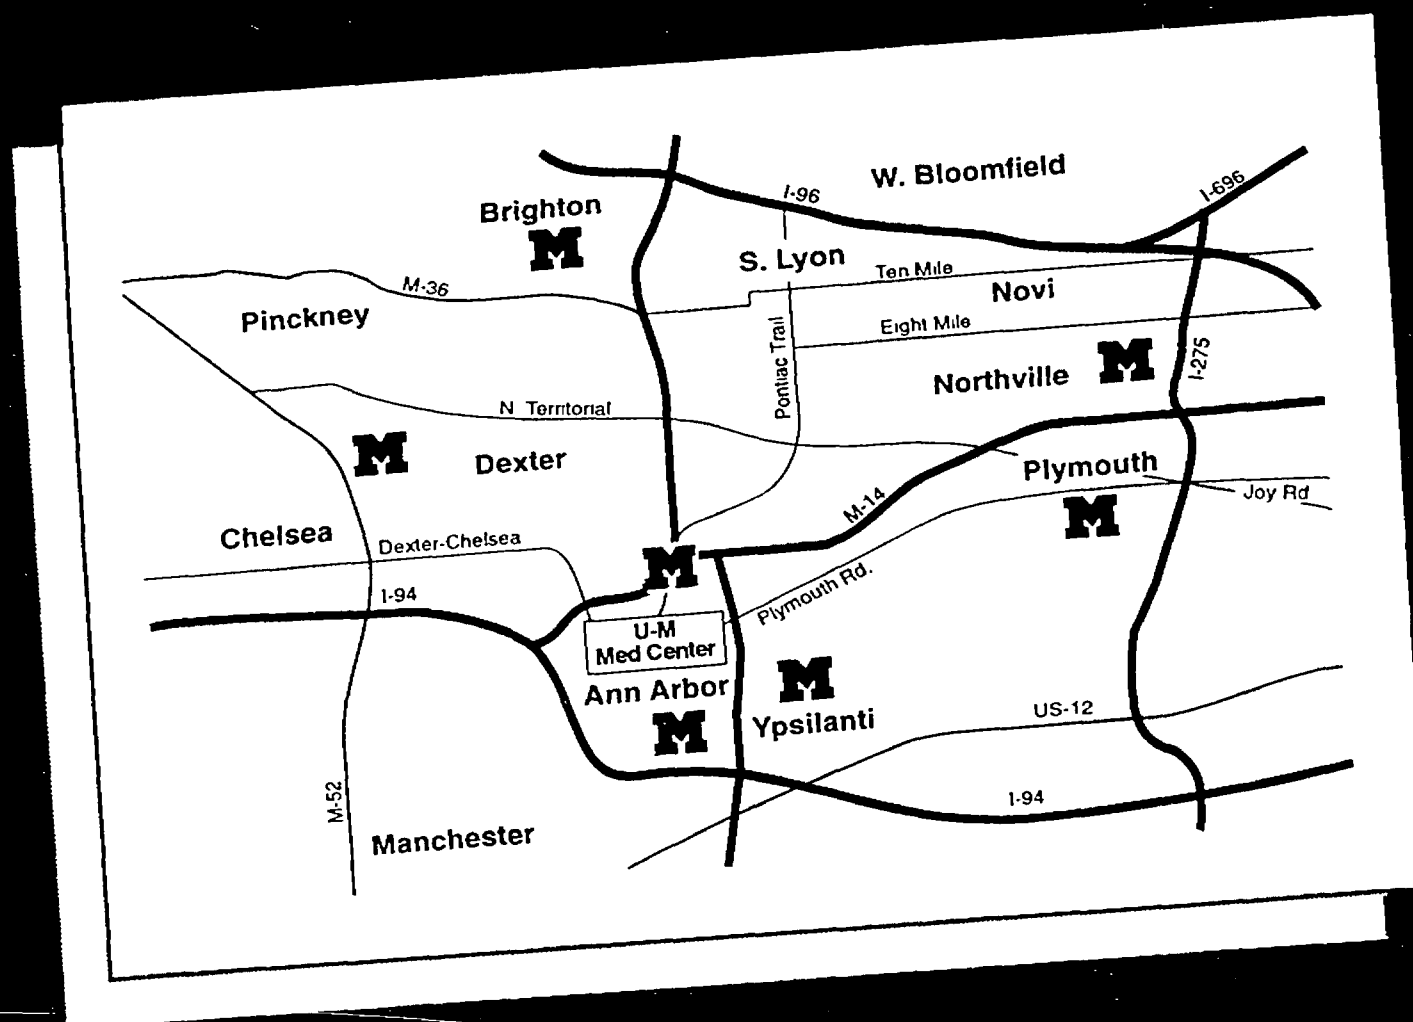 W. Bloomfield
I-696
I-96
Brighton
M
S. Lyon
Ten Mile
M-36
Novi
Pinckney
Eight Mile
Pontiac Trail
I-275
M
Northville
N Territorial
M
Dexter
Plymouth
M-14
Joy Rd
M
Chelsea
Dexter-Chelsea
M
Plymouth Rd.
I-94
U-M
Med Center
Ann Arbor
M
M
Ypsilanti
US-12
M-52
I-94
Manchester